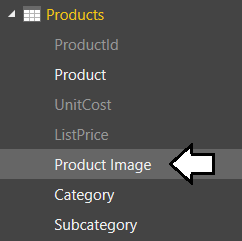 Products
ProductId
Product
UnitCost
ListPrice
Product Image
Category
Subcategory